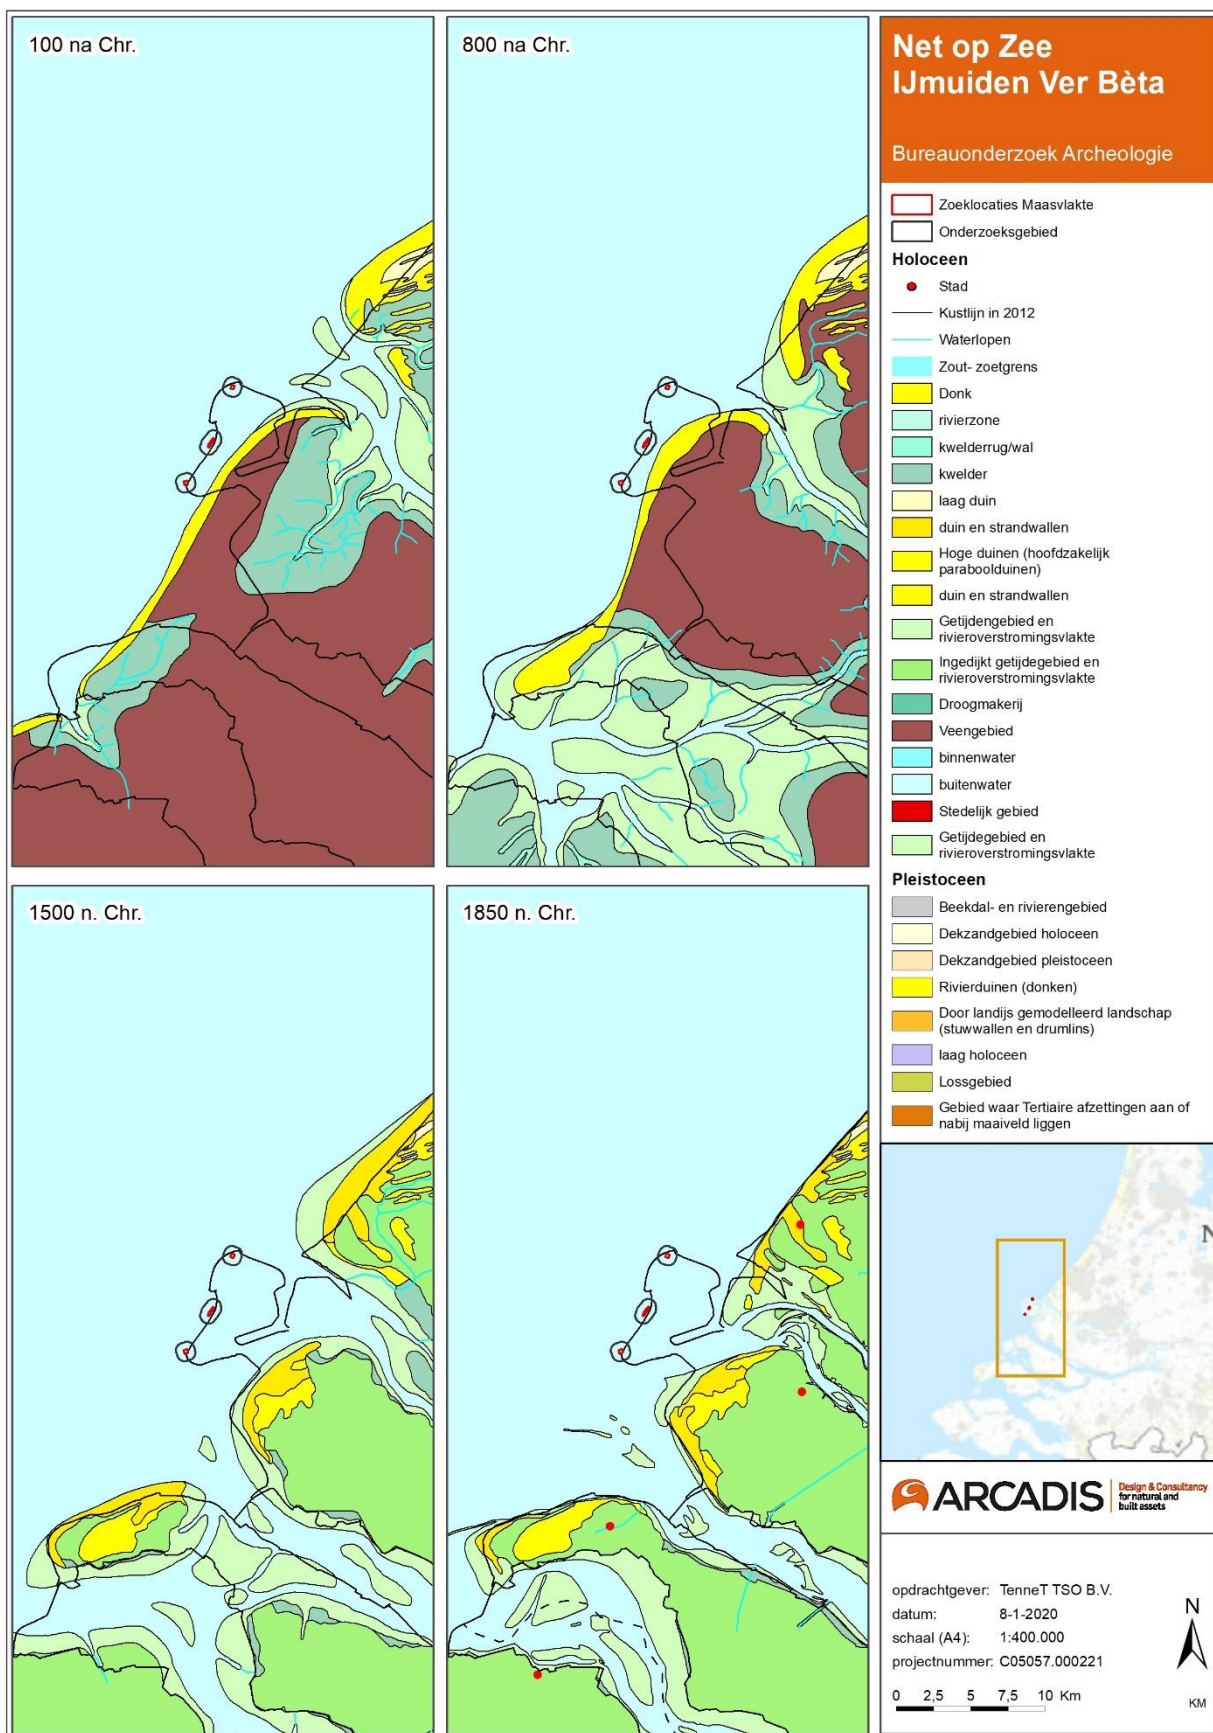 100 na Chr.
800 na Chr.
1500 n. Chr.
1850 n. Chr.
Net op Zee
IJmuiden Ver Bèta
Bureauonderzoek Archeologie
Zoeklocaties Maasvlakte
Onderzoeksgebied
Holoceen
Stad
Kustlijn in 2012
Waterlopen
Zout- zoetgrens
Donk
rivierzone
kwelderrug/wal
kwelder
laag duin
duin en strandwallen
Hoge duinen (hoofdzakelijk
paraboolduinen)
duin en strandwallen
Getijdengebied en
rivieroverstromingsvlakte
Ingedijkt getijdegebied en
rivieroverstromingsvlakte
Droogmakerij
Veengebied
binnenwater
buitenwater
Stedelijk gebied
Getijdegebied en
rivieroverstromingsvlakte
Pleistoceen
Beekdal- en rivierengebied
Dekzandgebied holoceen
Dekzandgebied pleistoceen
Rivierduinen (donken)
Door landijs gemodelleerd landschap
(stuwwallen en drumlins)
laag holoceen
Lossgebied
Gebied waar Tertiaire afzettingen aan of
nabij maaiveld liggen
N
ARCADIS
Design & Consultancy
for natural and
built assets
opdrachtgever: TenneT TSO B.V.
datum: 8-1-2020
schaal (A4): 1:400.000
projectnummer: C05057.000221
N
0 2,5 5 7,5 10 Km
KM